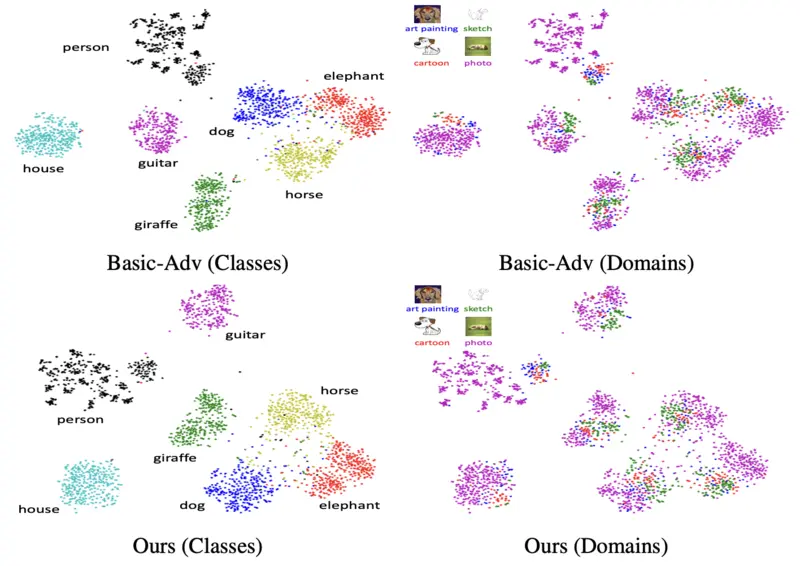 person
elephant
dog
house
guitar
horse
giraffe
Basic-Adv (Classes)
art painting sketch
cartoon photo
Basic-Adv (Domains)
guitar
horse
person
giraffe
house
dog
elephant
Ours (Classes)
art painting sketch
cartoon photo
Ours (Domains)